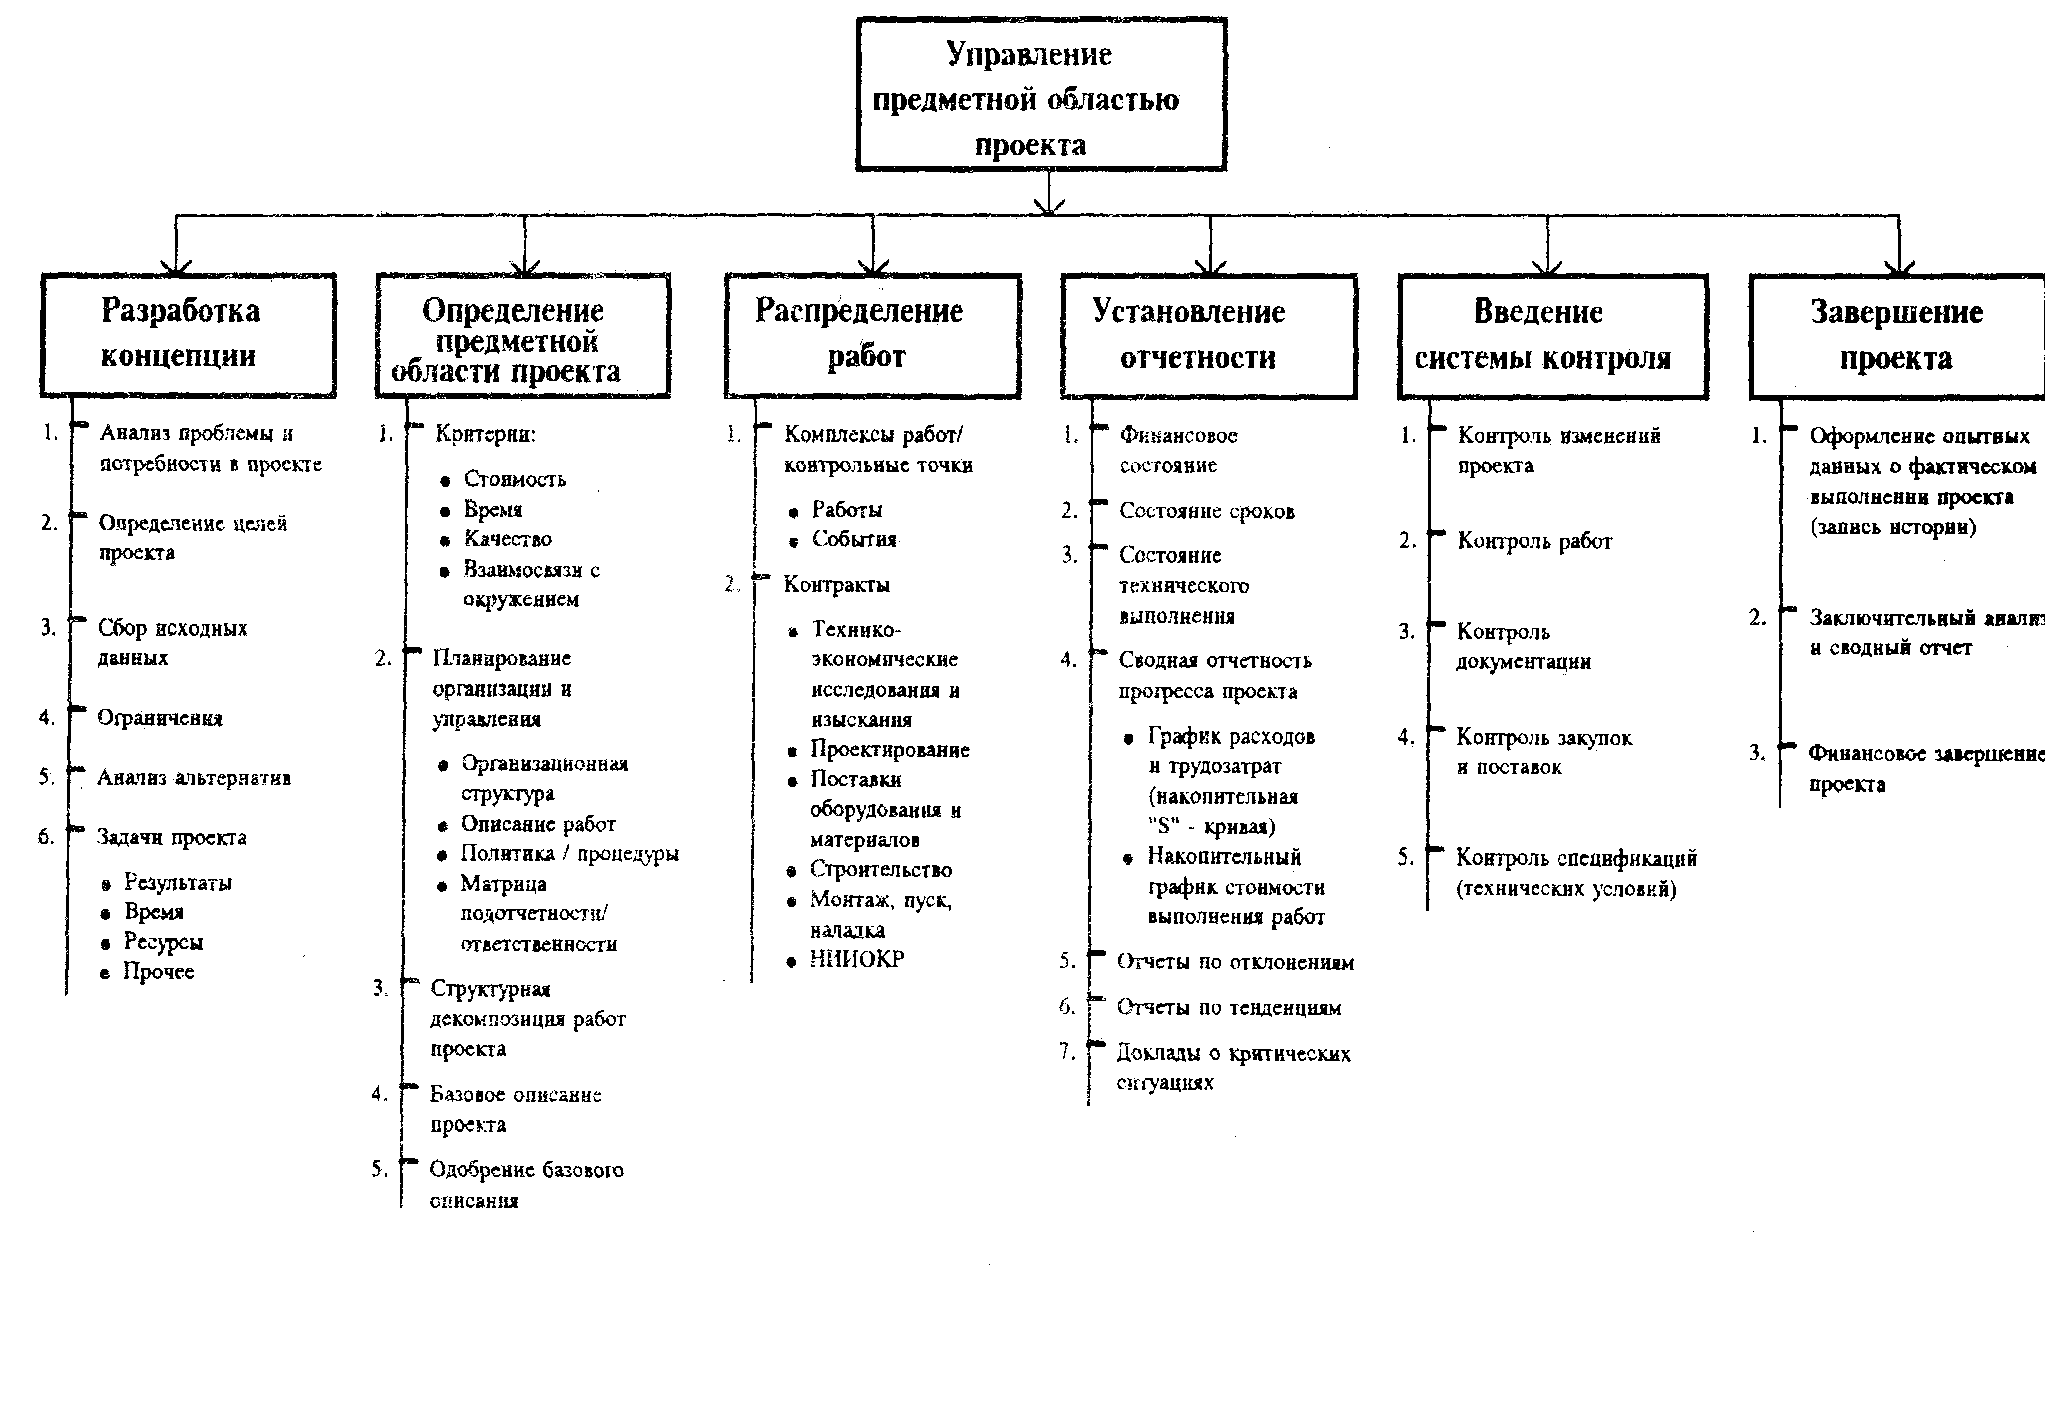 Управление
предметной областью
проекта
Разработка
концепции
1. Анализ проблемы и
потребности в проекте
2. Определение целей
проекта
3. Сбор исходных
данных
4. Ограничения
5. Анализ альтернатив
6. Задачи проекта
• Результаты
• Время
• Ресурсы
• Прочее
Определение
предметной
области проекта
1. Критерии:
• Стоимость
• Время
• Качество
• Взаимосвязи с
окружением
2. Планирование
организации и
управления
• Организационная
структура
• Описание работ
• Политика / процедуры
• Матрица
подотчетности/
ответственности
3. Структурная
декомпозиция работ
проекта
4. Базовое описание
проекта
5. Одобрение базового
описания
Распределение
работ
1. Комплексы работ/
контрольные точки
• Работы
• События
2. Контракты
• Технико-
экономические
исследования и
изыскания
• Проектирование
• Поставки
оборудования и
материалов
• Строительство
• Монтаж, пуск,
наладка
• НИИОКР
Установление
отчетности
1. Финансовое
состояние
2. Состояние сроков
3. Состояние
технического
выполнения
4. Сводная отчетность
прогресса проекта
• График расходов
и трудозатрат
(накопительная
"S" - кривая)
• Накопительный
график стоимости
выполнения работ
5. Отчеты по отклонениям
6. Отчеты по тенденциям
7. Доклады о критических
ситуациях
Введение
системы контроля
1. Контроль изменений
проекта
2. Контроль работ
3. Контроль
документации
4. Контроль закупок
и поставок
5. Контроль спецификаций
(технических условий)
Завершение
проекта
1. Оформление опытных
данных о фактическом
выполнении проекта
(запись истории)
2. Заключительный анализ
и сводный отчет
3. Финансовое завершение
проекта